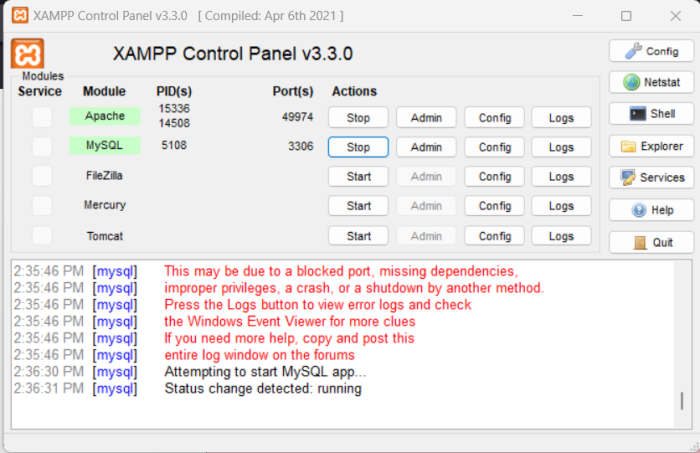 XAMPP Control Panel v3.3.0 [ Compiled: Apr 6th 2021 ]
XAMPP Control Panel v3.3.0
Modules
Service Module PID(s) Port(s) Actions
Apache 15336 14508 49974 Stop Admin Config Logs
MySQL 5108 3306 Stop Admin Config Logs
FileZilla Start Admin Config Logs
Mercury Start Admin Config Logs
Tomcat Start Admin Config Logs
Config
Netstat
Shell
Explorer
Services
Help
Quit
2:35:46 PM [mysql] This may be due to a blocked port, missing dependencies,
2:35:46 PM [mysql] improper privileges, a crash, or a shutdown by another method.
2:35:46 PM [mysql] Press the Logs button to view error logs and check
2:35:46 PM [mysql] the Windows Event Viewer for more clues
2:35:46 PM [mysql] If you need more help, copy and post this
2:35:46 PM [mysql] entire log window on the forums
2:36:30 PM [mysql] Attempting to start MySQL app...
2:36:31 PM [mysql] Status change detected: running